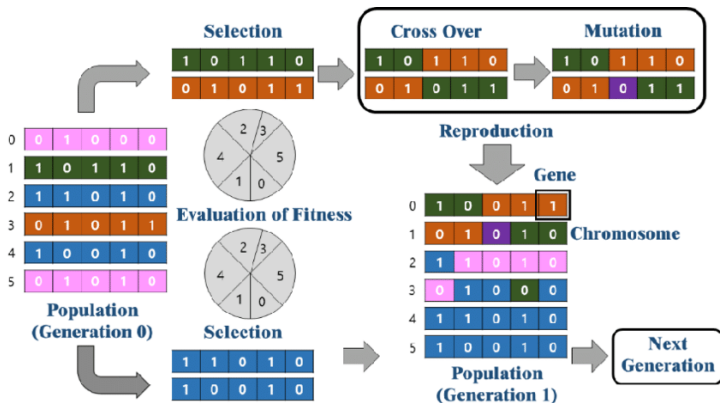 Selection
1 0 1 1 0
0 1 0 1 1
Cross Over
1 0 1 1 0
0 1 0 1 1
Mutation
1 0 1 1 0
0 1 0 1 1
Reproduction
0 0 1 0 0 0
1 1 0 1 1 0
2 1 1 0 1 0
3 0 1 0 1 1
4 1 0 0 1 0
5 0 1 0 1 0
Population
(Generation 0)
2 3
4 5
1 0
Evaluation of Fitness
2 3
4 5
1 0
Selection
1 1 0 1 0
1 0 0 1 0
Gene
0 1 0 0 1 1
Chromosome
1 0 1 0 1 0
2 1 1 0 1 0
3 0 1 0 0 0
4 1 1 0 1 0
5 1 0 0 1 0
Population
(Generation 1)
Next
Generation